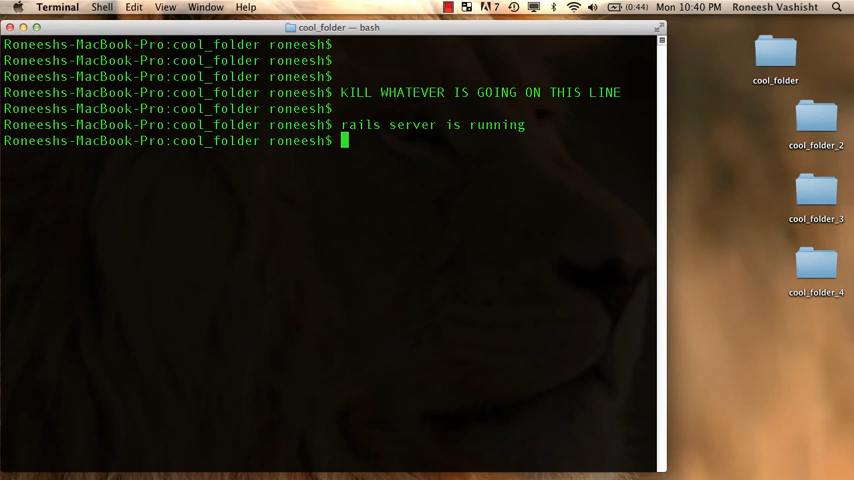 Terminal Shell Edit View Window Help
7 (0:44) Mon 10:40 PM Roneesh Vashisht
cool_folder — bash
Roneeshs-MacBook-Pro:cool_folder roneesh$
Roneeshs-MacBook-Pro:cool_folder roneesh$
Roneeshs-MacBook-Pro:cool_folder roneesh$
Roneeshs-MacBook-Pro:cool_folder roneesh$ KILL WHATEVER IS GOING ON THIS LINE
Roneeshs-MacBook-Pro:cool_folder roneesh$
Roneeshs-MacBook-Pro:cool_folder roneesh$ rails server is running
Roneeshs-MacBook-Pro:cool_folder roneesh$
cool_folder
cool_folder_2
cool_folder_3
cool_folder_4